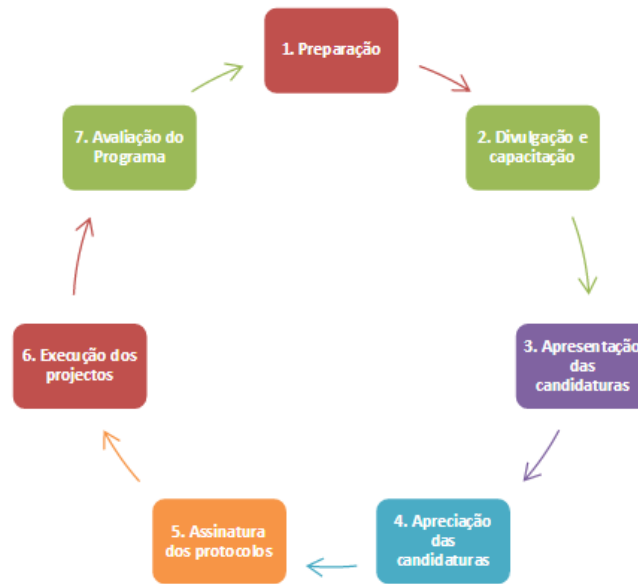 1. Preparação
2. Divulgação e
capacitação
3. Apresentação
das
candidaturas
4. Apreciação
das
candidaturas
5. Assinatura
dos protocolos
6. Execução dos
projectos
7. Avaliação do
Programa